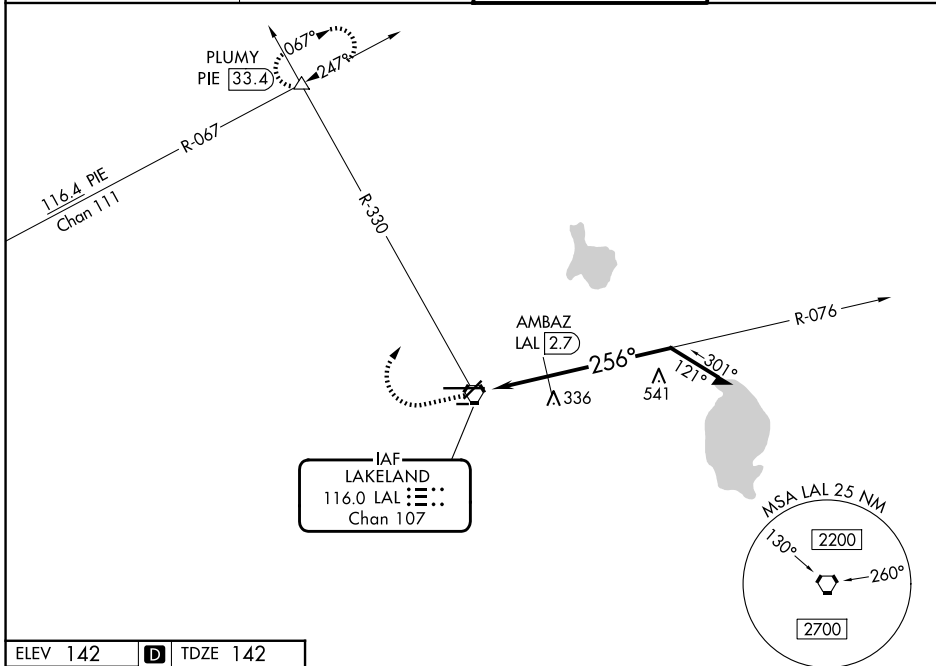 067°
247°
PLUMY
PIE 33.4
R-067
116.4 PIE
Chan 111
R-330
AMBAZ
LAL 2.7
R-076
256°
301°
121°
336
541
IAF
LAKELAND
116.0 LAL
Chan 107
MSA LAL 25 NM
130°
2200
260°
2700
ELEV 142 D TDZE 142